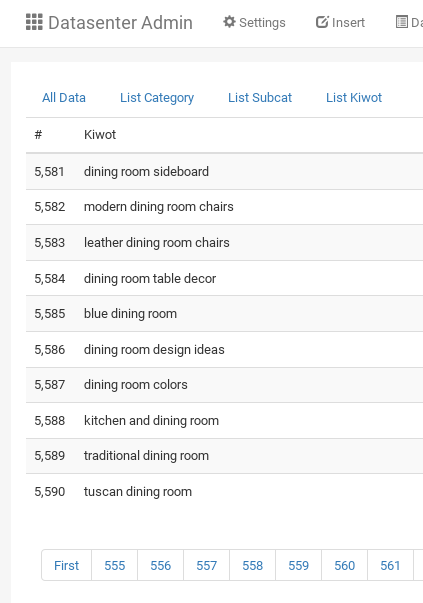 Datasenter Admin Settings Insert Da
All Data List Category List Subcat List Kiwot
# Kiwot
5,581 dining room sideboard
5,582 modern dining room chairs
5,583 leather dining room chairs
5,584 dining room table decor
5,585 blue dining room
5,586 dining room design ideas
5,587 dining room colors
5,588 kitchen and dining room
5,589 traditional dining room
5,590 tuscan dining room
First 555 556 557 558 559 560 561